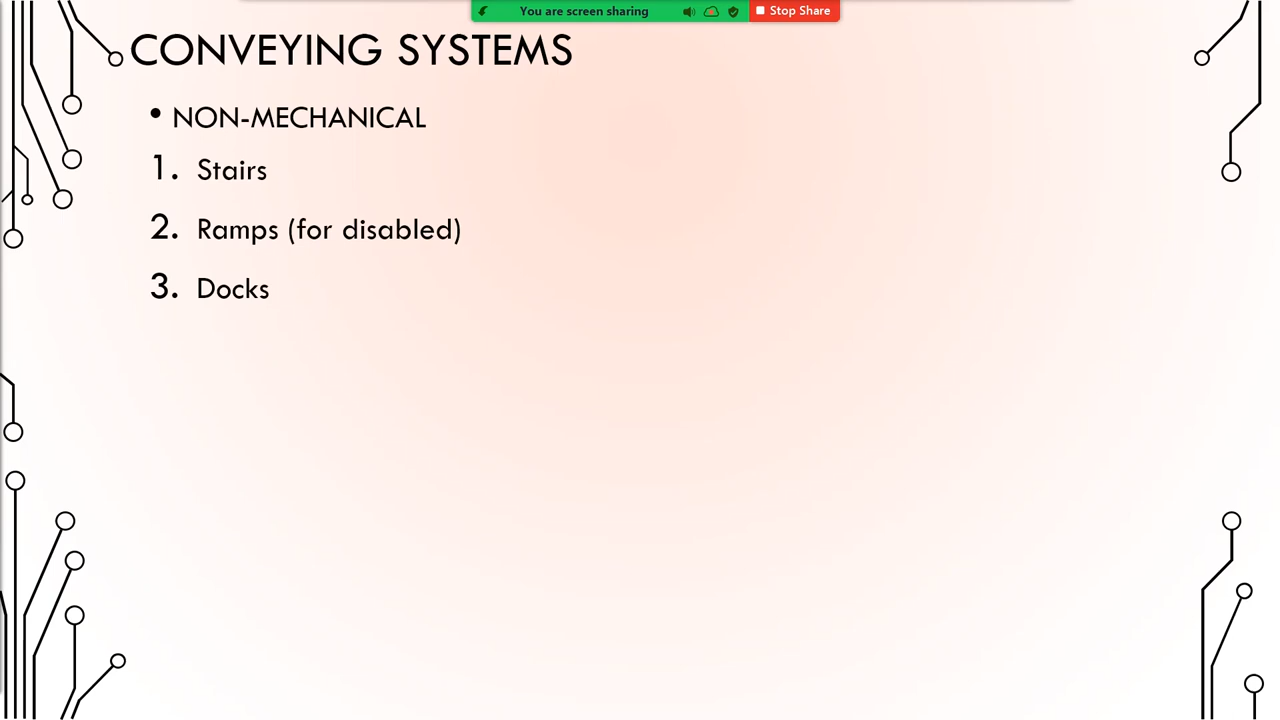 You are screen sharing
Stop Share
CONVEYING SYSTEMS
• NON-MECHANICAL
1. Stairs
2. Ramps (for disabled)
3. Docks